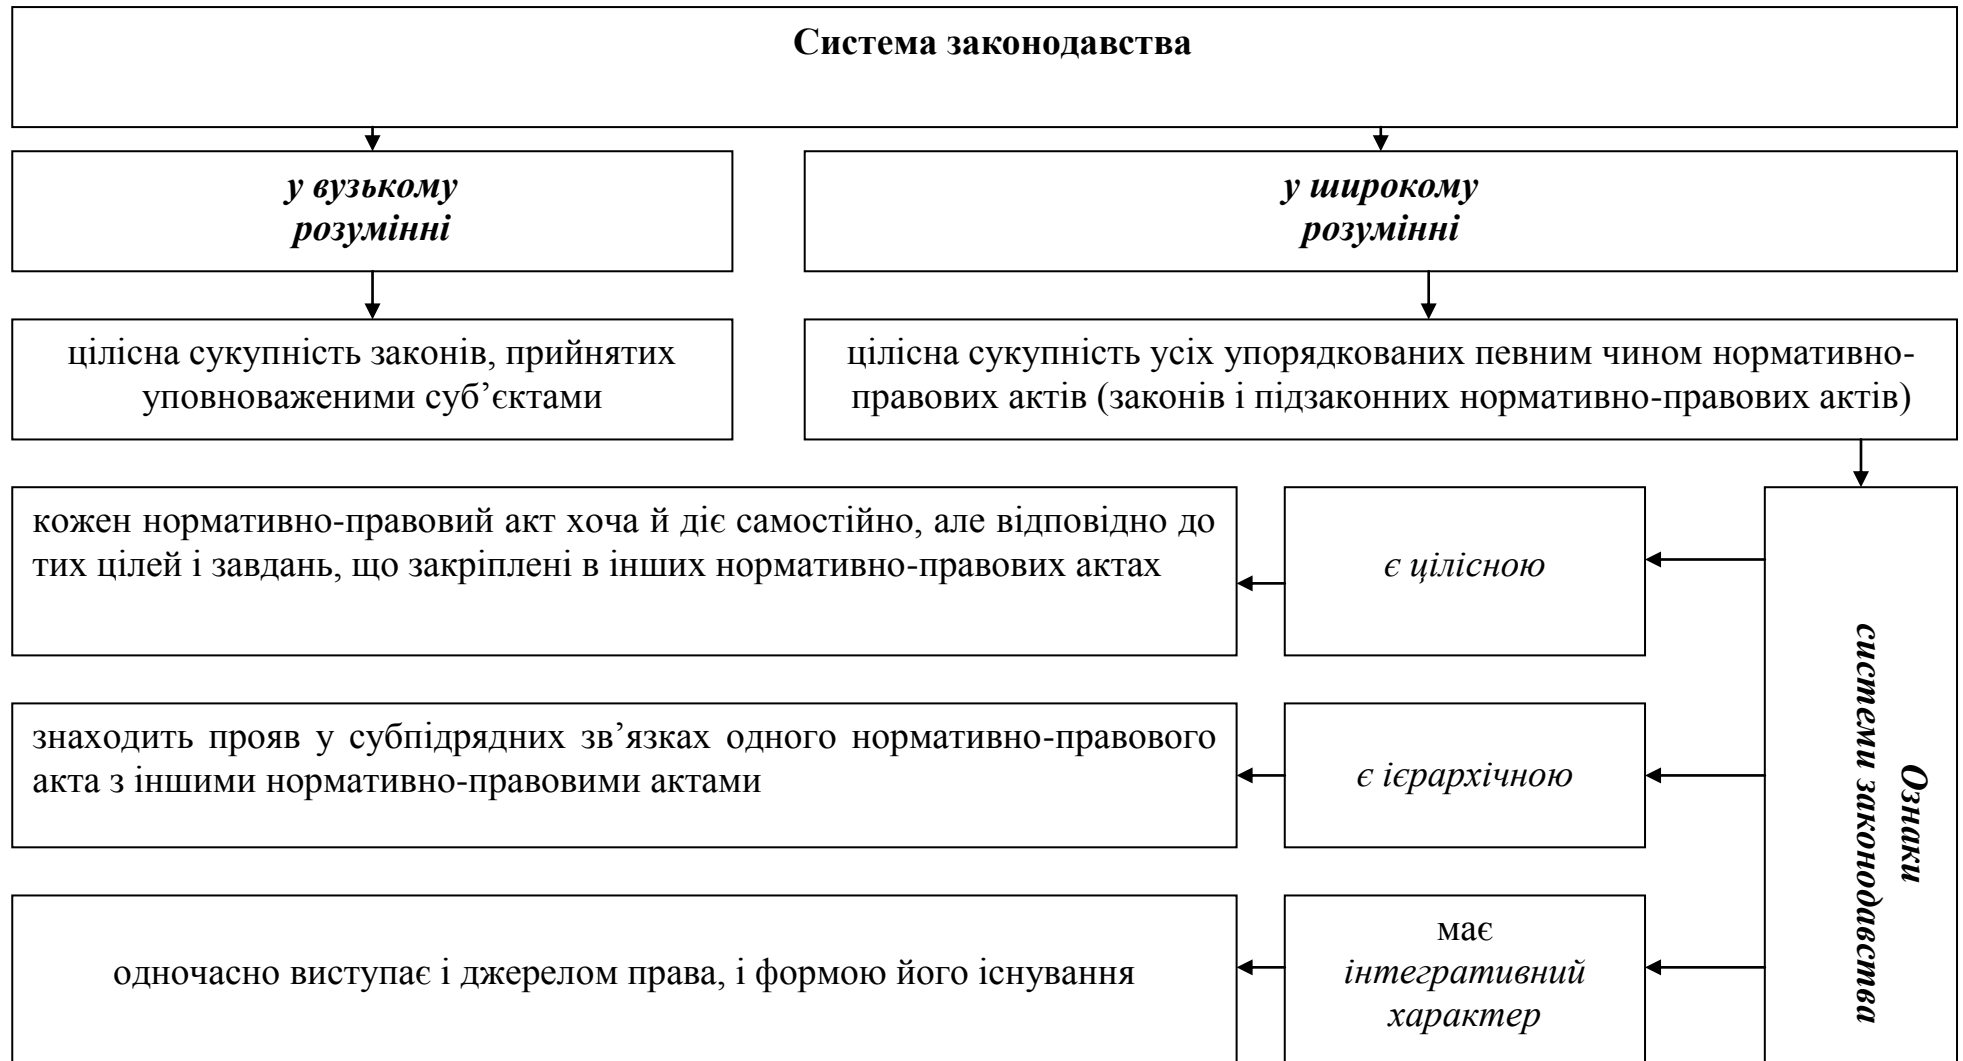 Система законодавства
у вузькому
розумінні
у широкому
розумінні
цілісна сукупність законів, прийнятих
уповноваженими суб’єктами
цілісна сукупність усіх упорядкованих певним чином нормативно-
правових актів (законів і підзаконних нормативно-правових актів)
Ознаки
системи законодавства
є цілісною
кожен нормативно-правовий акт хоча й діє самостійно, але відповідно до
тих цілей і завдань, що закріплені в інших нормативно-правових актах
є ієрархічною
знаходить прояв у субпідрядних зв’язках одного нормативно-правового
акта з іншими нормативно-правовими актами
має
інтегративний
характер
одночасно виступає і джерелом права, і формою його існування